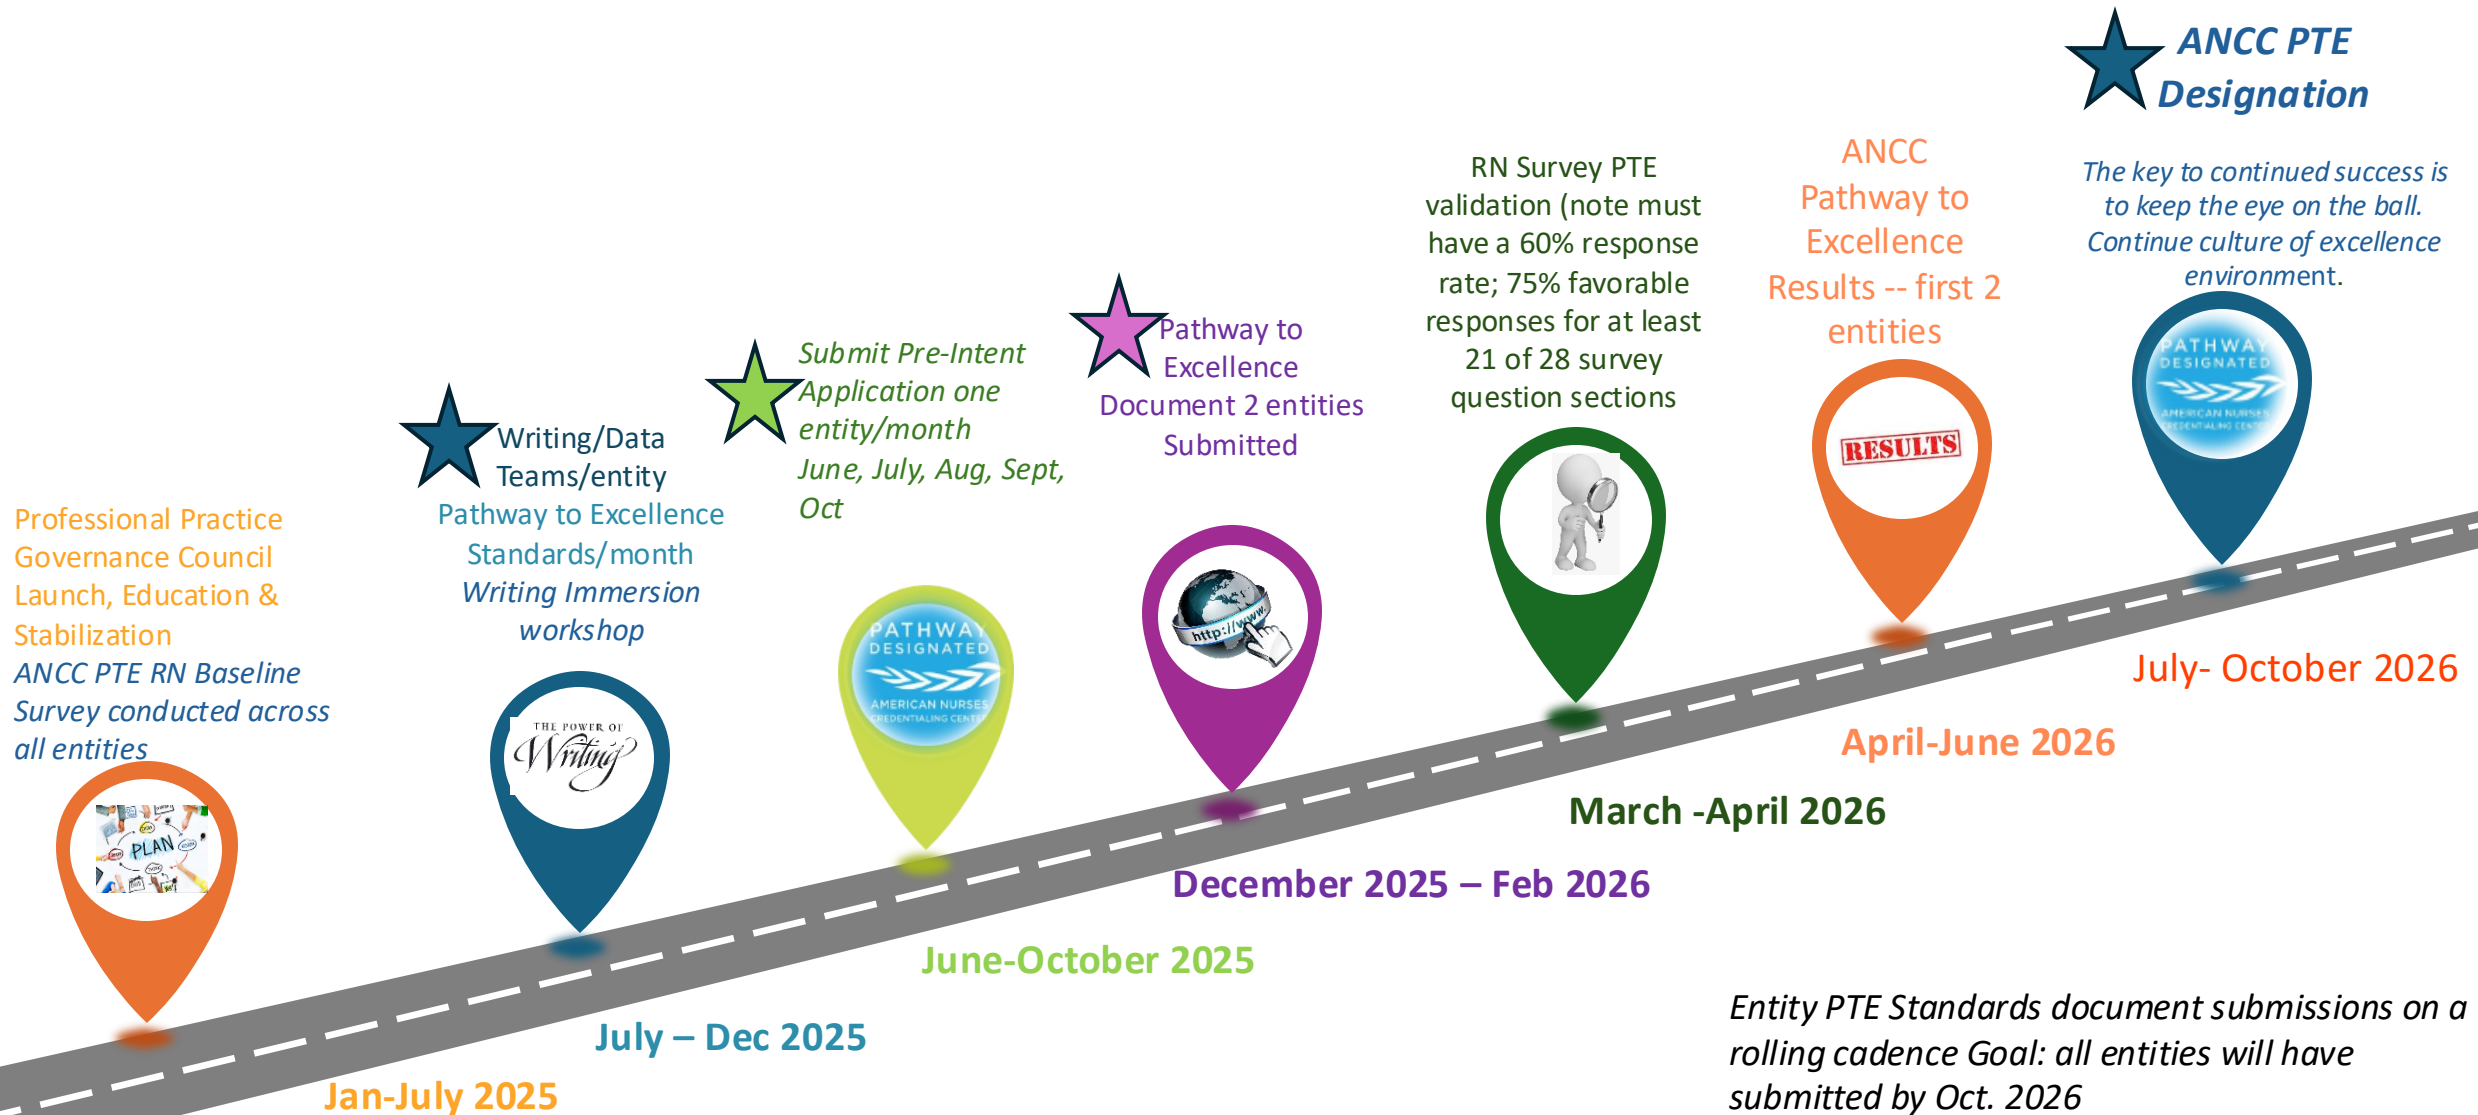 ANCC PTE
Designation
The key to continued success is
to keep the eye on the ball.
Continue culture of excellence
environment.
PATHWAY
DESIGNATED
AMERICAN NURSES
CREDENTIALING CENTER
July- October 2026
ANCC
Pathway to
Excellence
Results -- first 2
entities
RESULTS
April-June 2026
RN Survey PTE
validation (note must
have a 60% response
rate; 75% favorable
responses for at least
21 of 28 survey
question sections
March -April 2026
Pathway to
Excellence
Document 2 entities
Submitted
http://www.
December 2025 – Feb 2026
Submit Pre-Intent
Application one
entity/month
June, July, Aug, Sept,
Oct
PATHWAY
DESIGNATED
AMERICAN NURSES
CREDENTIALING CENTER
June-October 2025
Writing/Data
Teams/entity
Pathway to Excellence
Standards/month
Writing Immersion
workshop
THE POWER OF
Writing
July – Dec 2025
Professional Practice
Governance Council
Launch, Education &
Stabilization
ANCC PTE RN Baseline
Survey conducted across
all entities
PLAN
Jan-July 2025
Entity PTE Standards document submissions on a
rolling cadence Goal: all entities will have
submitted by Oct. 2026